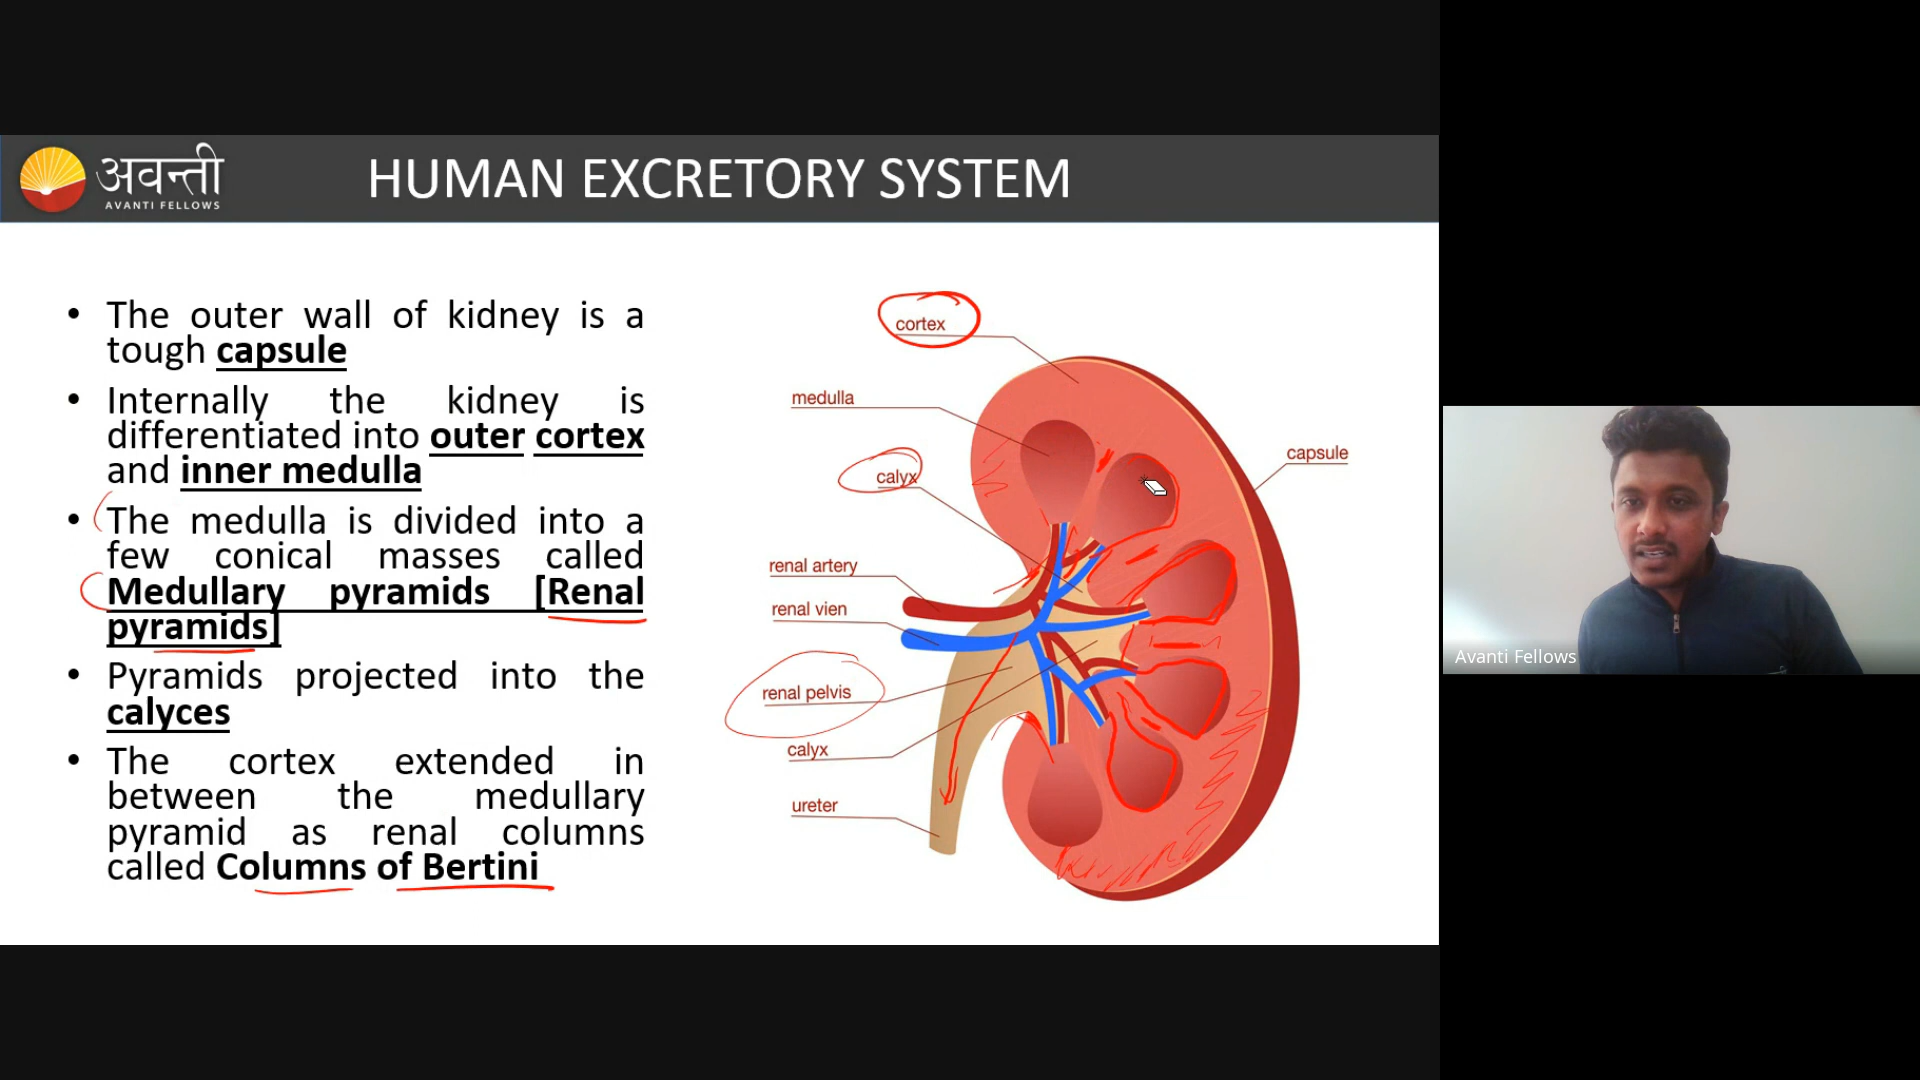 अवन्ती
AVANTI FELLOWS
HUMAN EXCRETORY SYSTEM
• The outer wall of kidney is a
tough capsule
• Internally the kidney is
differentiated into outer cortex
and inner medulla
• The medulla is divided into a
few conical masses called
Medullary pyramids [Renal
pyramids]
• Pyramids projected into the
calyces
• The cortex extended in
between the medullary
pyramid as renal columns
called Columns of Bertini
cortex
medulla
calyx
capsule
renal artery
renal vien
renal pelvis
calyx
ureter
Avanti Fellows